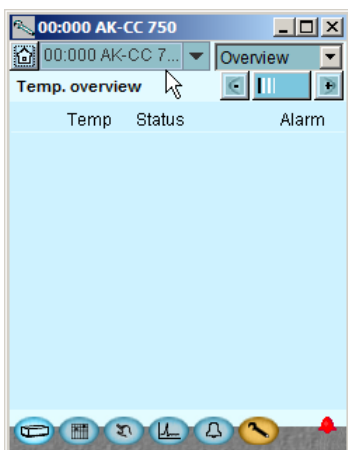 00:000 AK-CC 750
00:000 AK-CC 7... Overview
Temp. overview
Temp Status Alarm